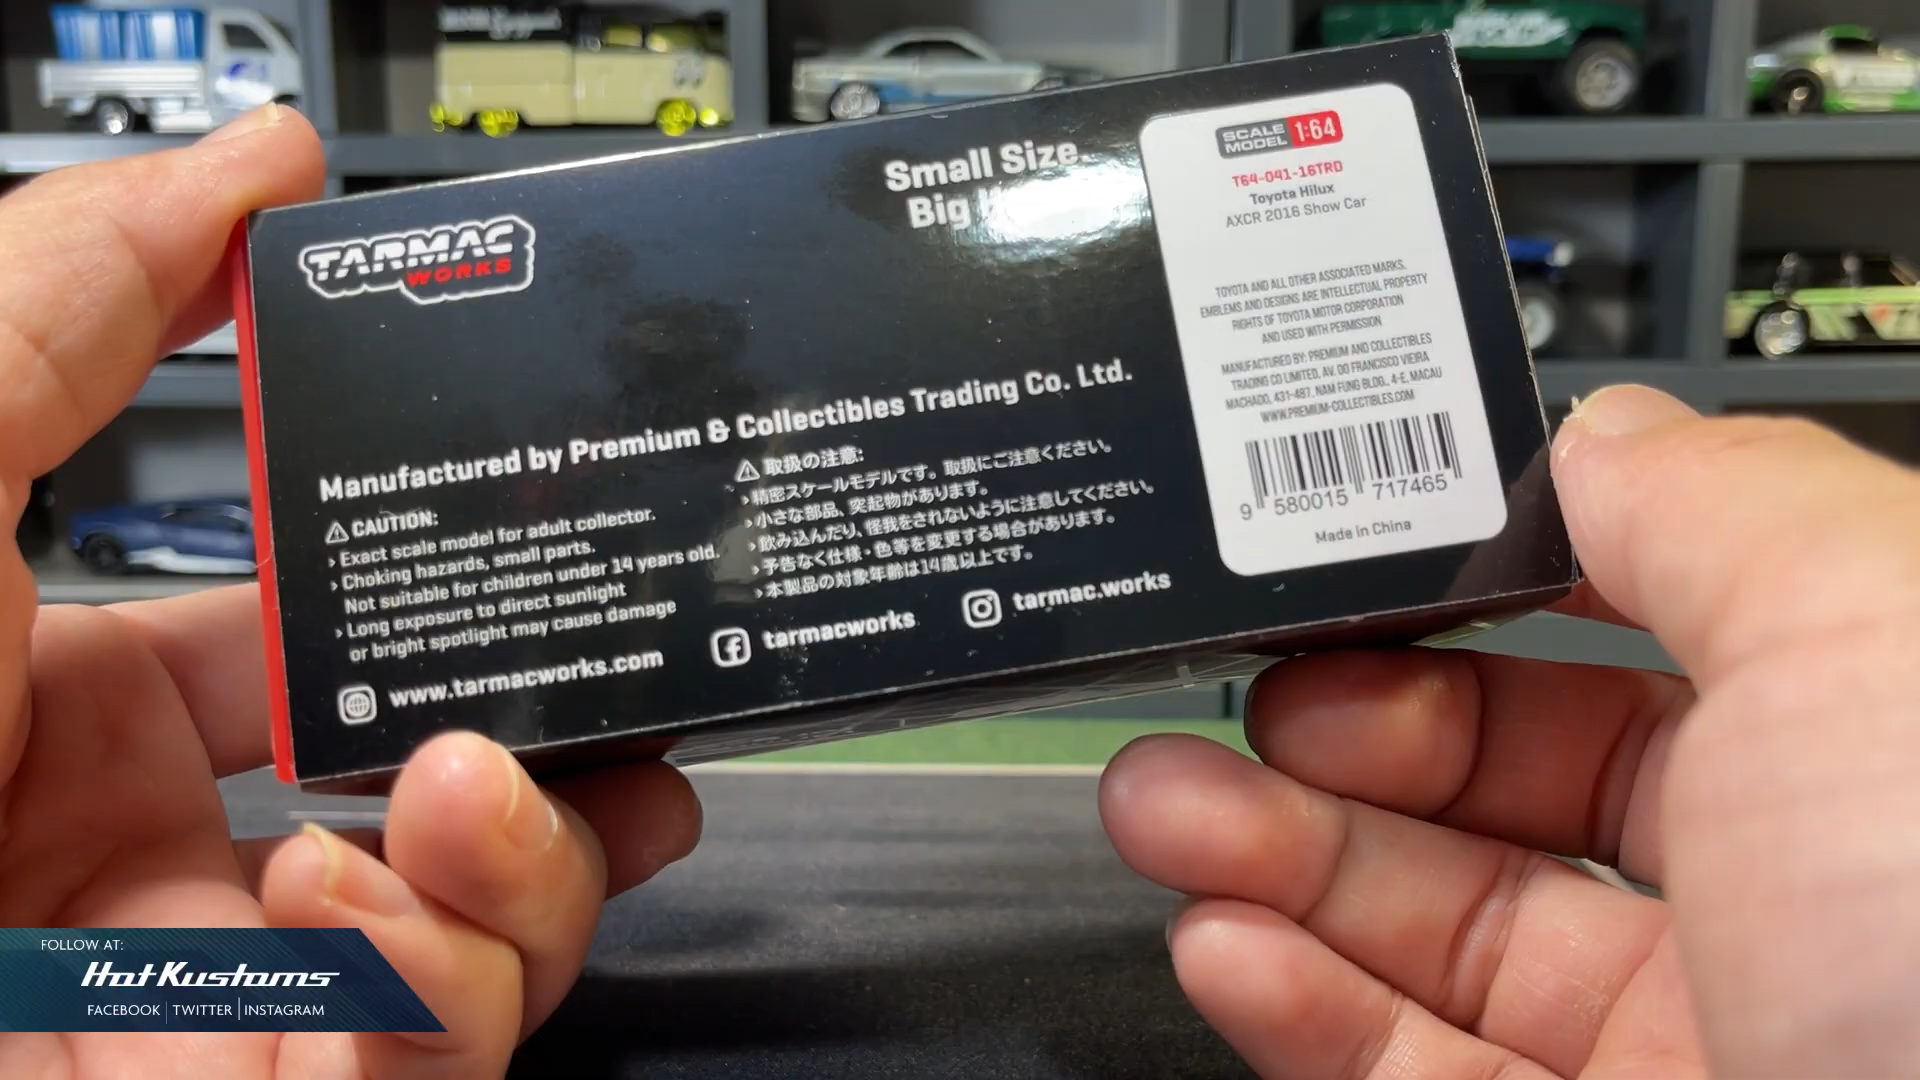 TARMAC
WORKS
Small Size
Big
Manufactured by Premium & Collectibles Trading Co. Ltd.
⚠ CAUTION:
› Exact scale model for adult collector.
› Choking hazards, small parts.
Not suitable for children under 14 years old.
› Long exposure to direct sunlight
or bright spotlight may cause damage
⚠ 取扱の注意:
› 精密スケールモデルです。取扱にご注意ください。
› 小さな部品、突起物があります。
› 飲み込んだり、怪我をされないように注意してください。
› 予告なく仕様・色等を変更する場合があります。
› 本製品の対象年齢は14歳以上です。
www.tarmacworks.com
tarmacworks
tarmac.works
SCALE
MODEL 1:64
T64-041-16TRD
Toyota Hilux
AXCR 2016 Show Car
TOYOTA AND ALL OTHER ASSOCIATED MARKS,
EMBLEMS AND DESIGNS ARE INTELLECTUAL PROPERTY
RIGHTS OF TOYOTA MOTOR CORPORATION
AND USED WITH PERMISSION
MANUFACTURED BY: PREMIUM AND COLLECTIBLES
TRADING CO LIMITED. AV. DO FRANCISCO VIEIRA
MACHADO, 431-487, NAM FUNG BLDG., 4-E, MACAU
WWW.PREMIUM-COLLECTIBLES.COM
9 580015 717465
Made in China
FOLLOW AT:
HotKustoms
FACEBOOK | TWITTER | INSTAGRAM